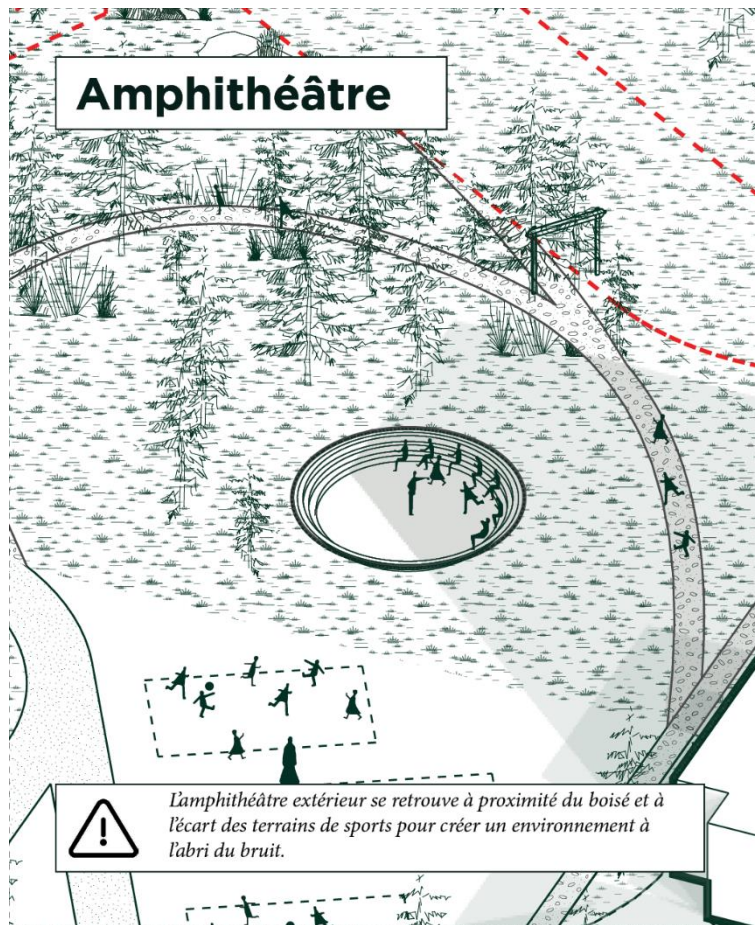 Amphithéâtre
L'amphithéâtre extérieur se retrouve à proximité du boisé et à
l'écart des terrains de sports pour créer un environnement à
l'abri du bruit.